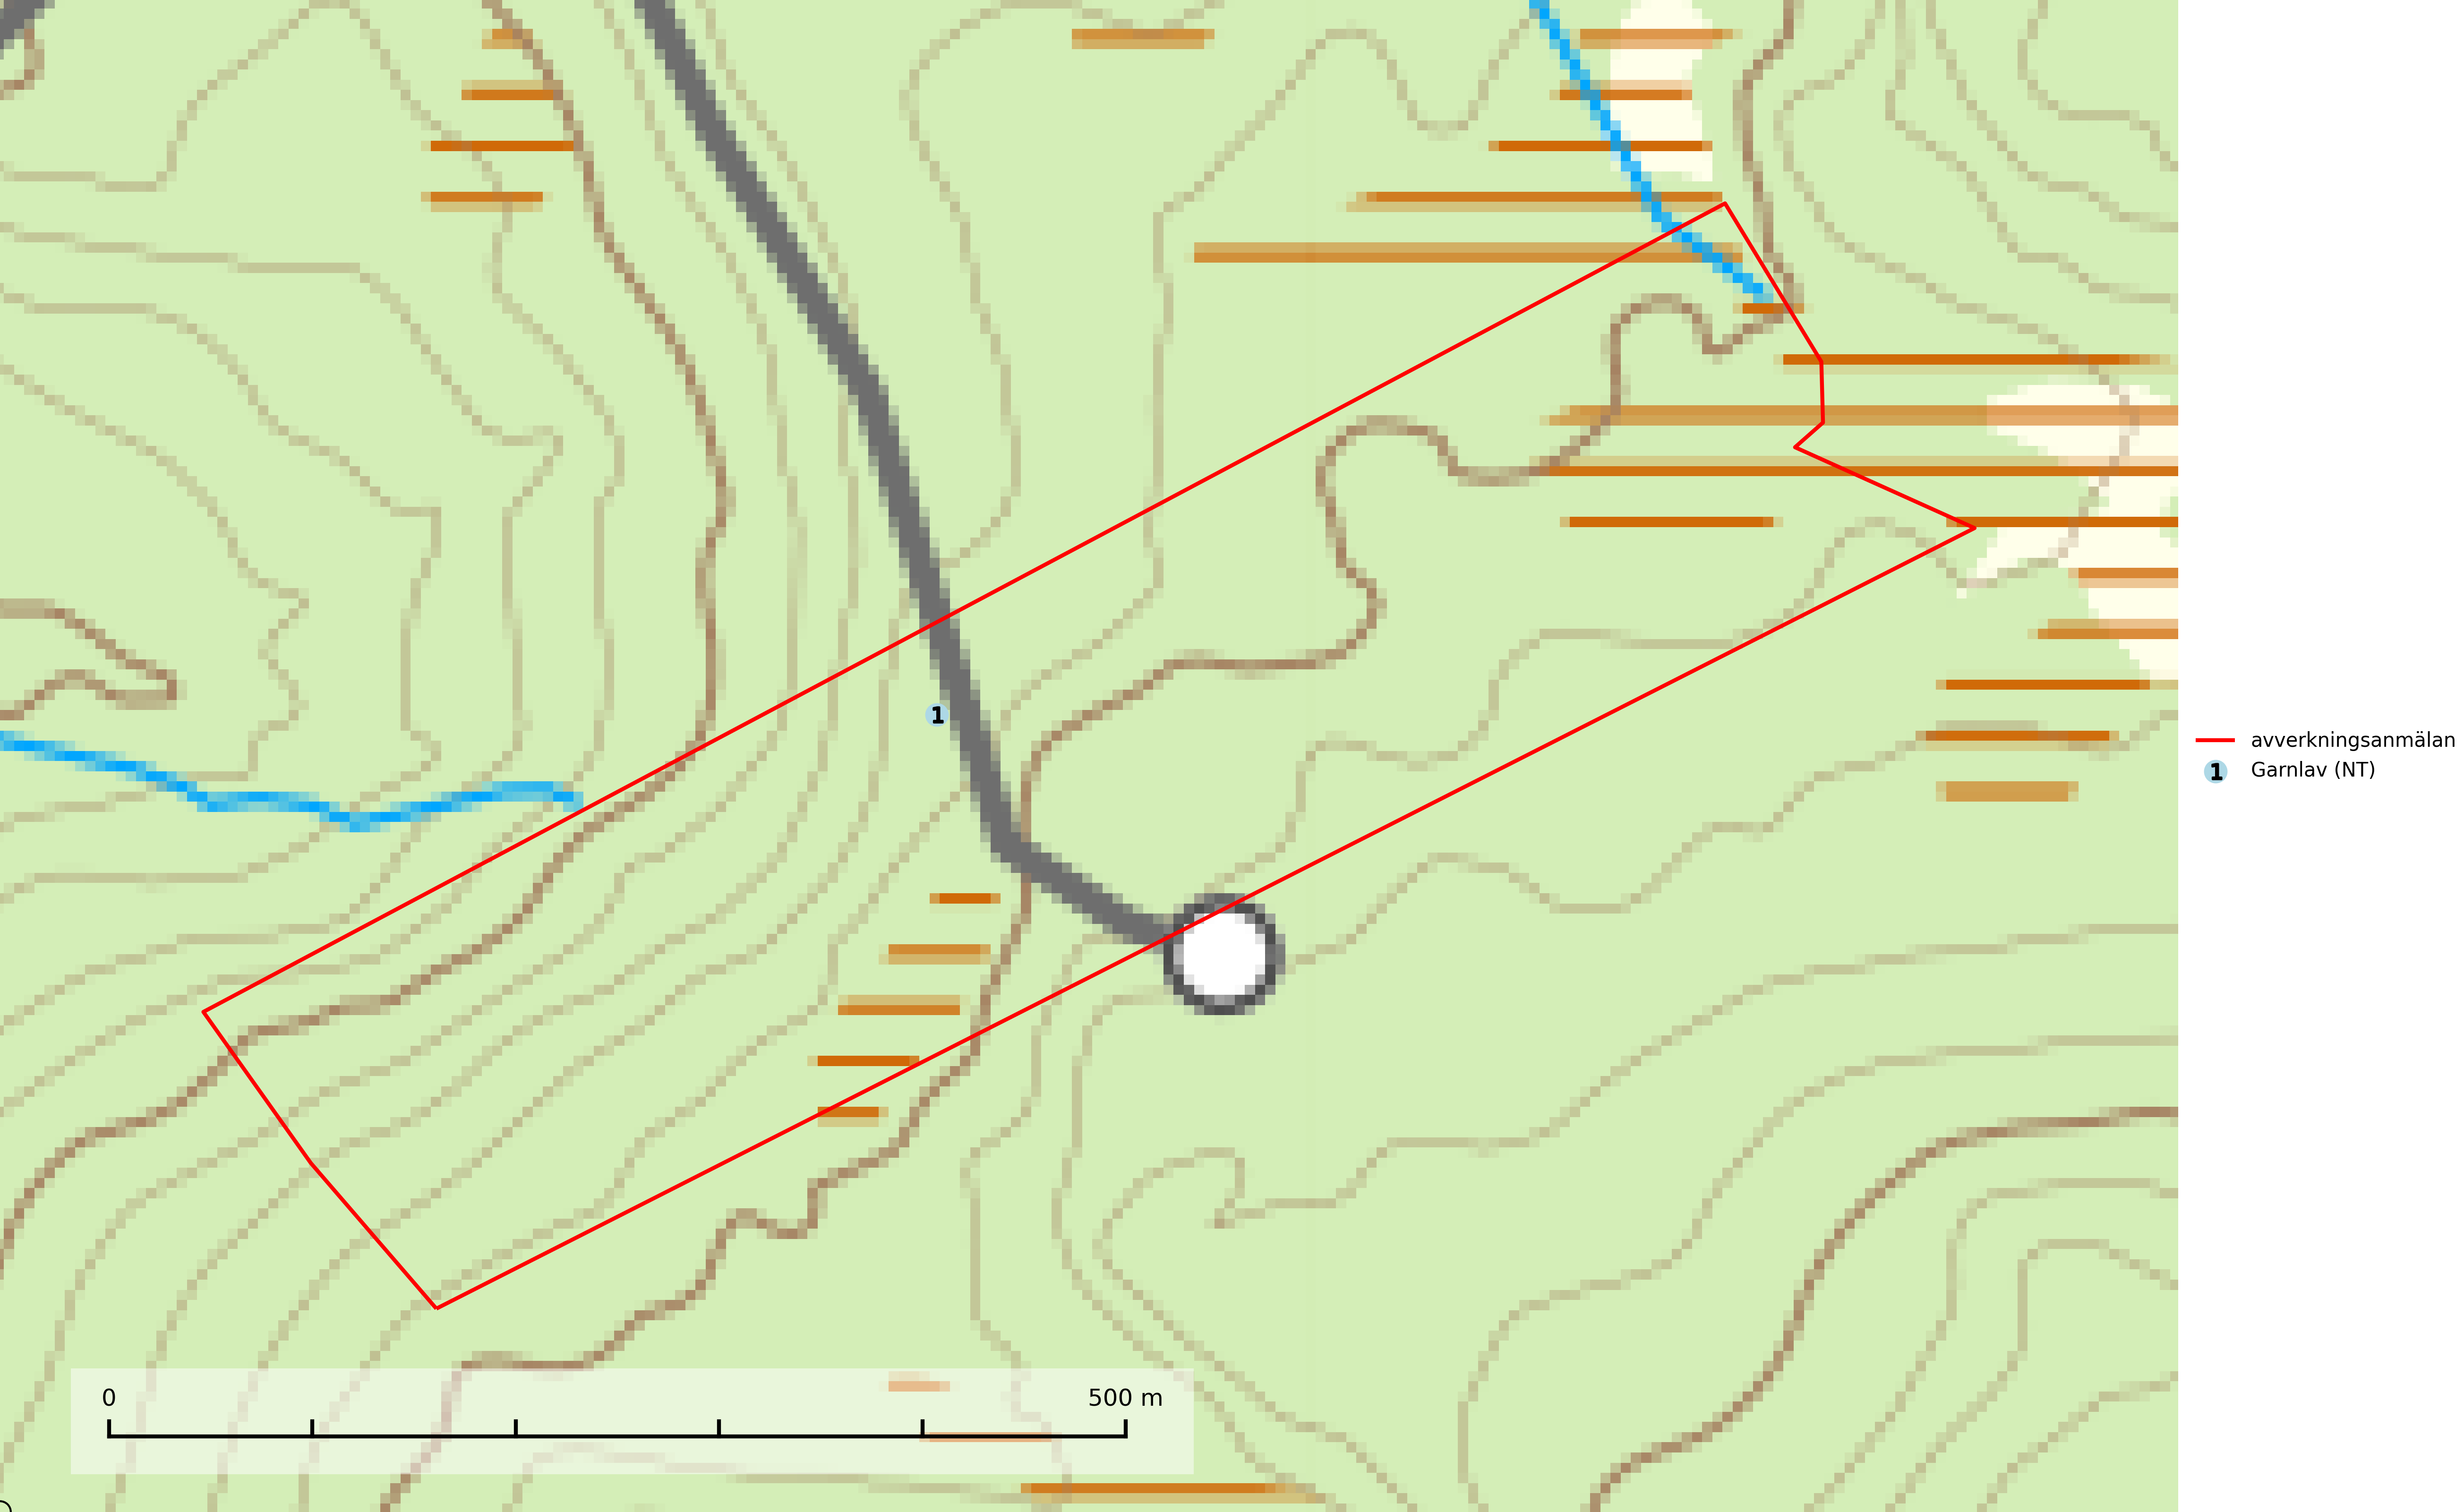 1
avverkningsanmälan
1 Garnlav (NT)
0 500 m